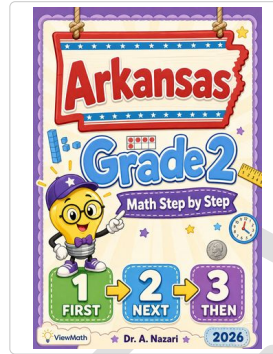 Arkansas
Grade 2
Math Step by Step
1 2 3
FIRST NEXT THEN
ViewMath Dr. A. Nazari 2026